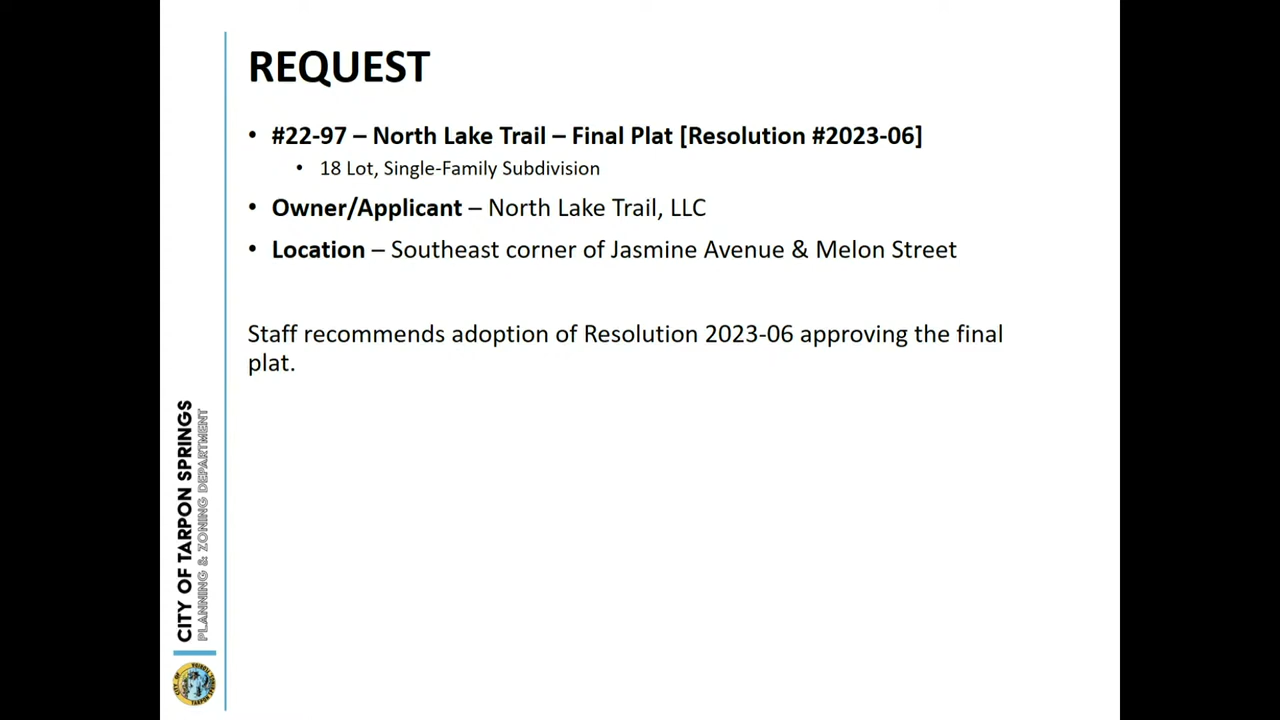 REQUEST
• #22-97 – North Lake Trail – Final Plat [Resolution #2023-06]
• 18 Lot, Single-Family Subdivision
• Owner/Applicant – North Lake Trail, LLC
• Location – Southeast corner of Jasmine Avenue & Melon Street
Staff recommends adoption of Resolution 2023-06 approving the final
plat.
CITY OF TARPON SPRINGS
PLANNING & ZONING DEPARTMENT